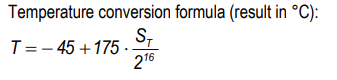 Temperature conversion formula (result in °C):
T = − 45 + 175 · S_T / 2^16